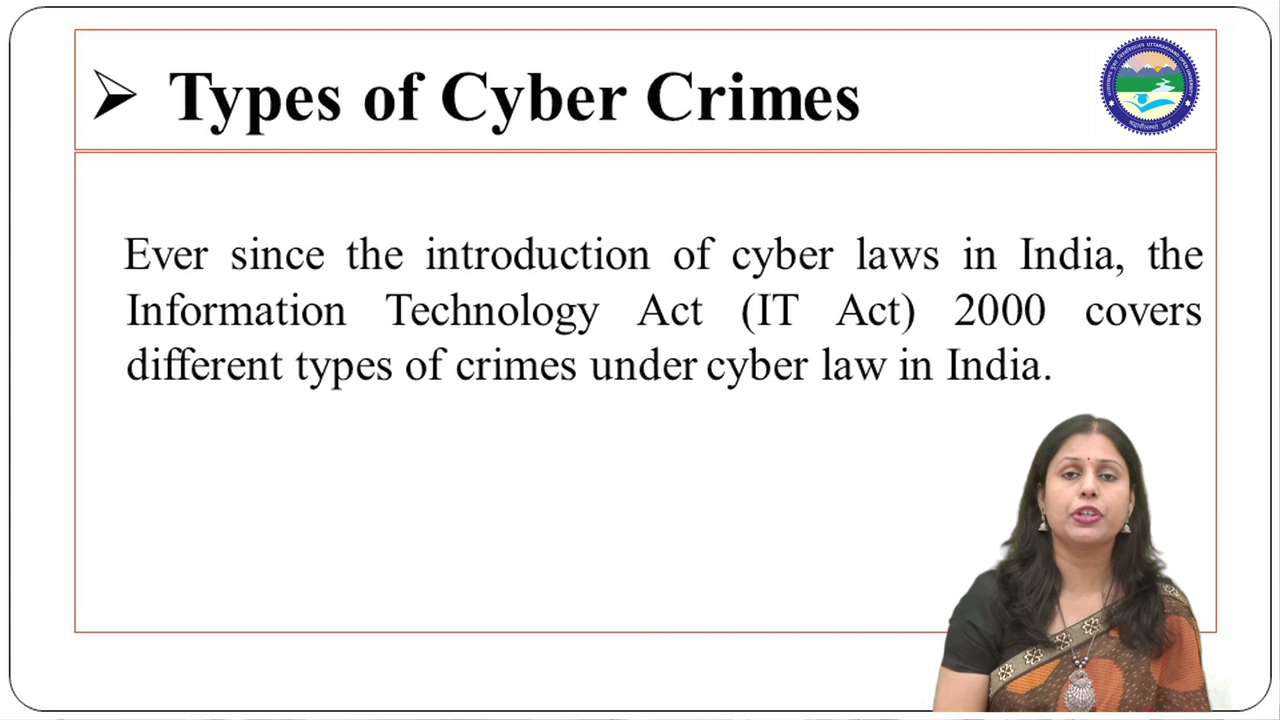 Types of Cyber Crimes
Ever since the introduction of cyber laws in India, the
Information Technology Act (IT Act) 2000 covers
different types of crimes under cyber law in India.